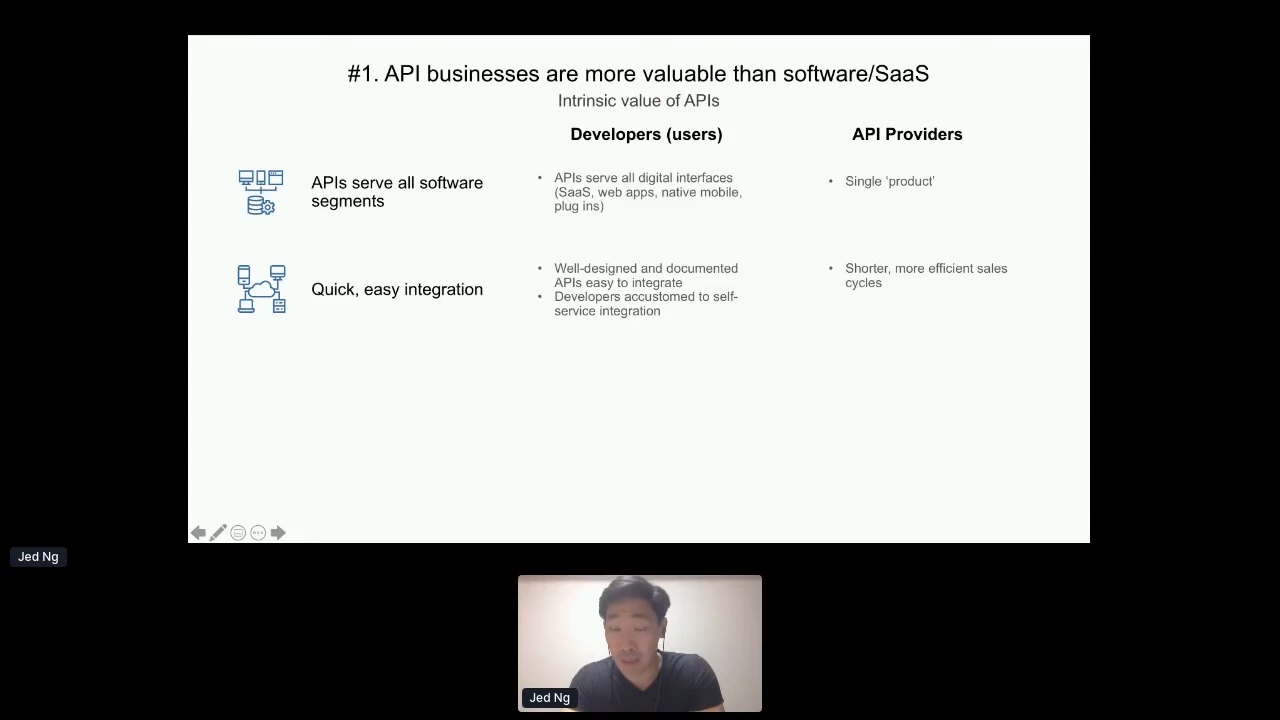 #1. API businesses are more valuable than software/SaaS
Intrinsic value of APIs
Developers (users)
API Providers
APIs serve all software
segments
• APIs serve all digital interfaces
(SaaS, web apps, native mobile,
plug ins)
• Single ‘product’
Quick, easy integration
• Well-designed and documented
APIs easy to integrate
• Developers accustomed to self-
service integration
• Shorter, more efficient sales
cycles
Jed Ng
Jed Ng